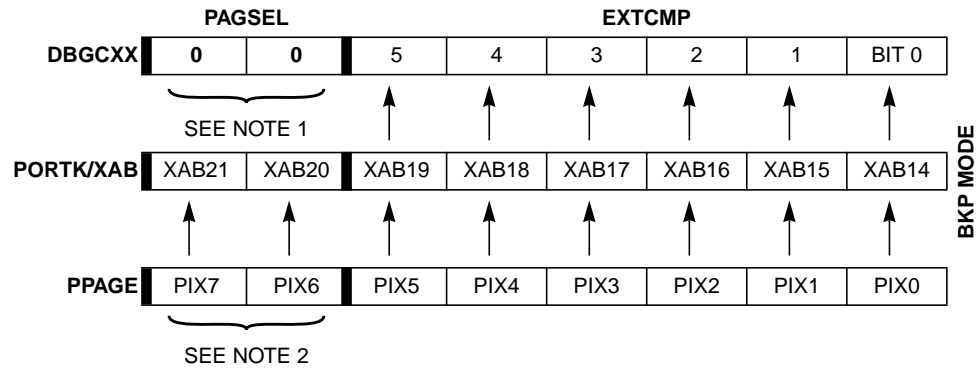 PAGSEL EXTCMP
DBGCXX 0 0 5 4 3 2 1 BIT 0
SEE NOTE 1
PORTK/XAB XAB21 XAB20 XAB19 XAB18 XAB17 XAB16 XAB15 XAB14
BKP MODE
PPAGE PIX7 PIX6 PIX5 PIX4 PIX3 PIX2 PIX1 PIX0
SEE NOTE 2